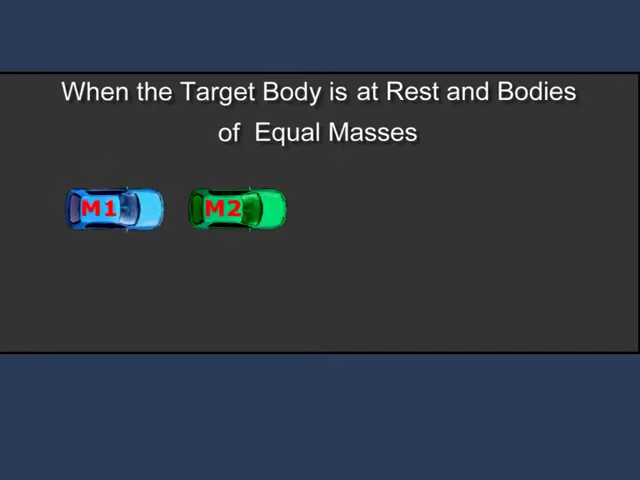 When the Target Body is at Rest and Bodies
of Equal Masses
M1 M2